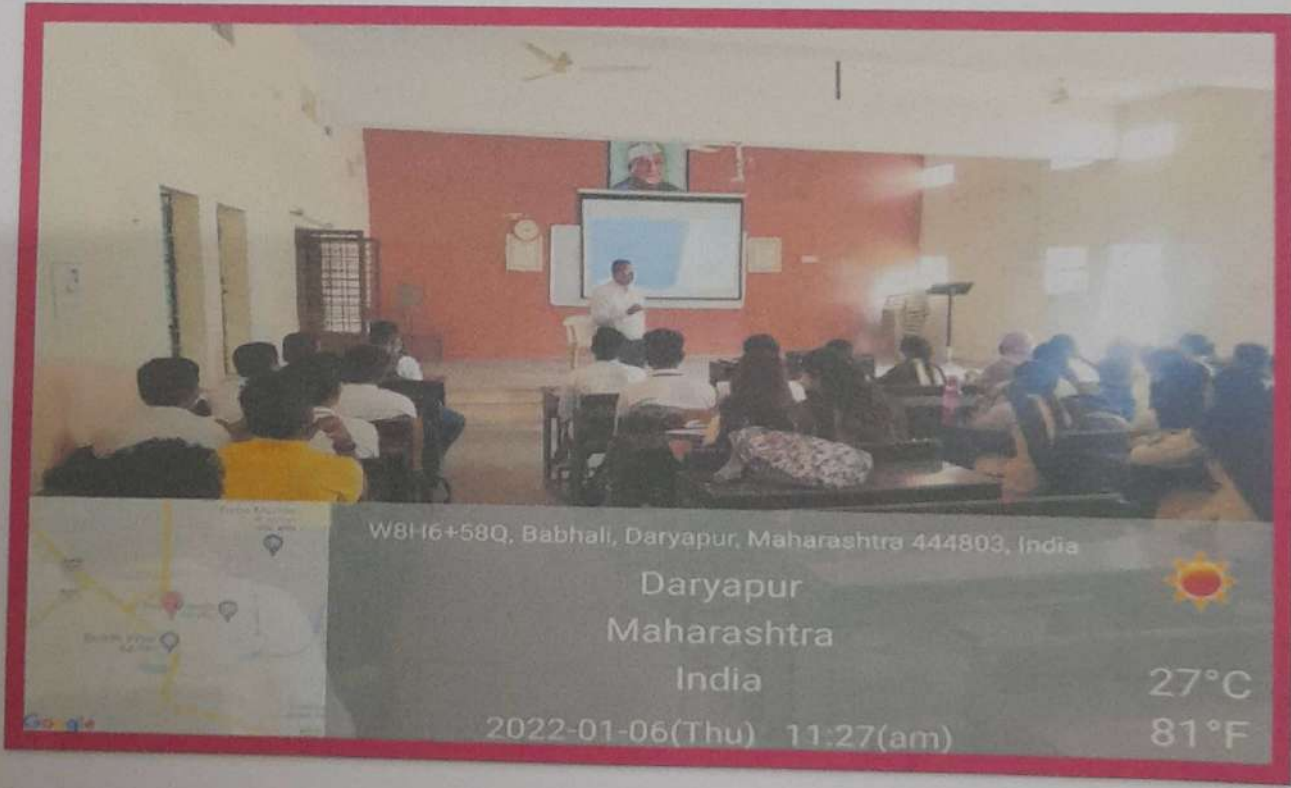 W8H6+58Q, Babhali, Daryapur, Maharashtra 444803, India
Daryapur
Maharashtra
India
27°C
2022-01-06(Thu) 11:27(am)
81°F
Google